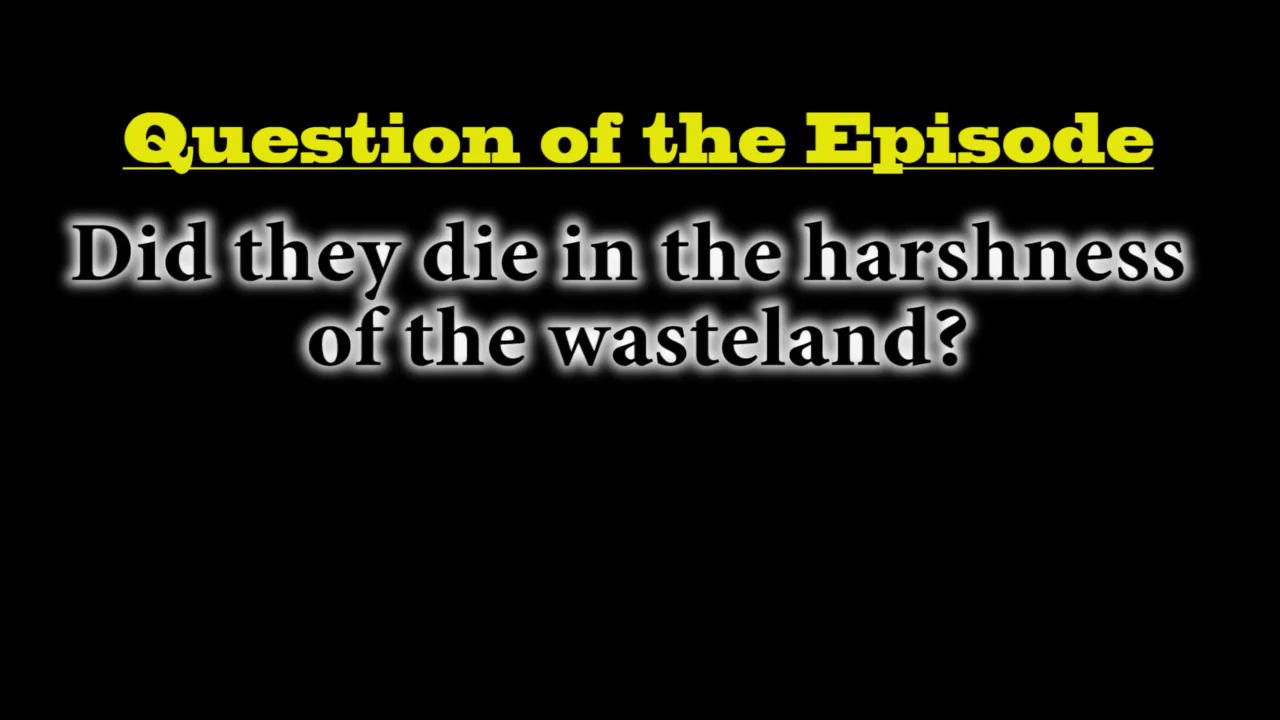 Question of the Episode
Did they die in the harshness
of the wasteland?